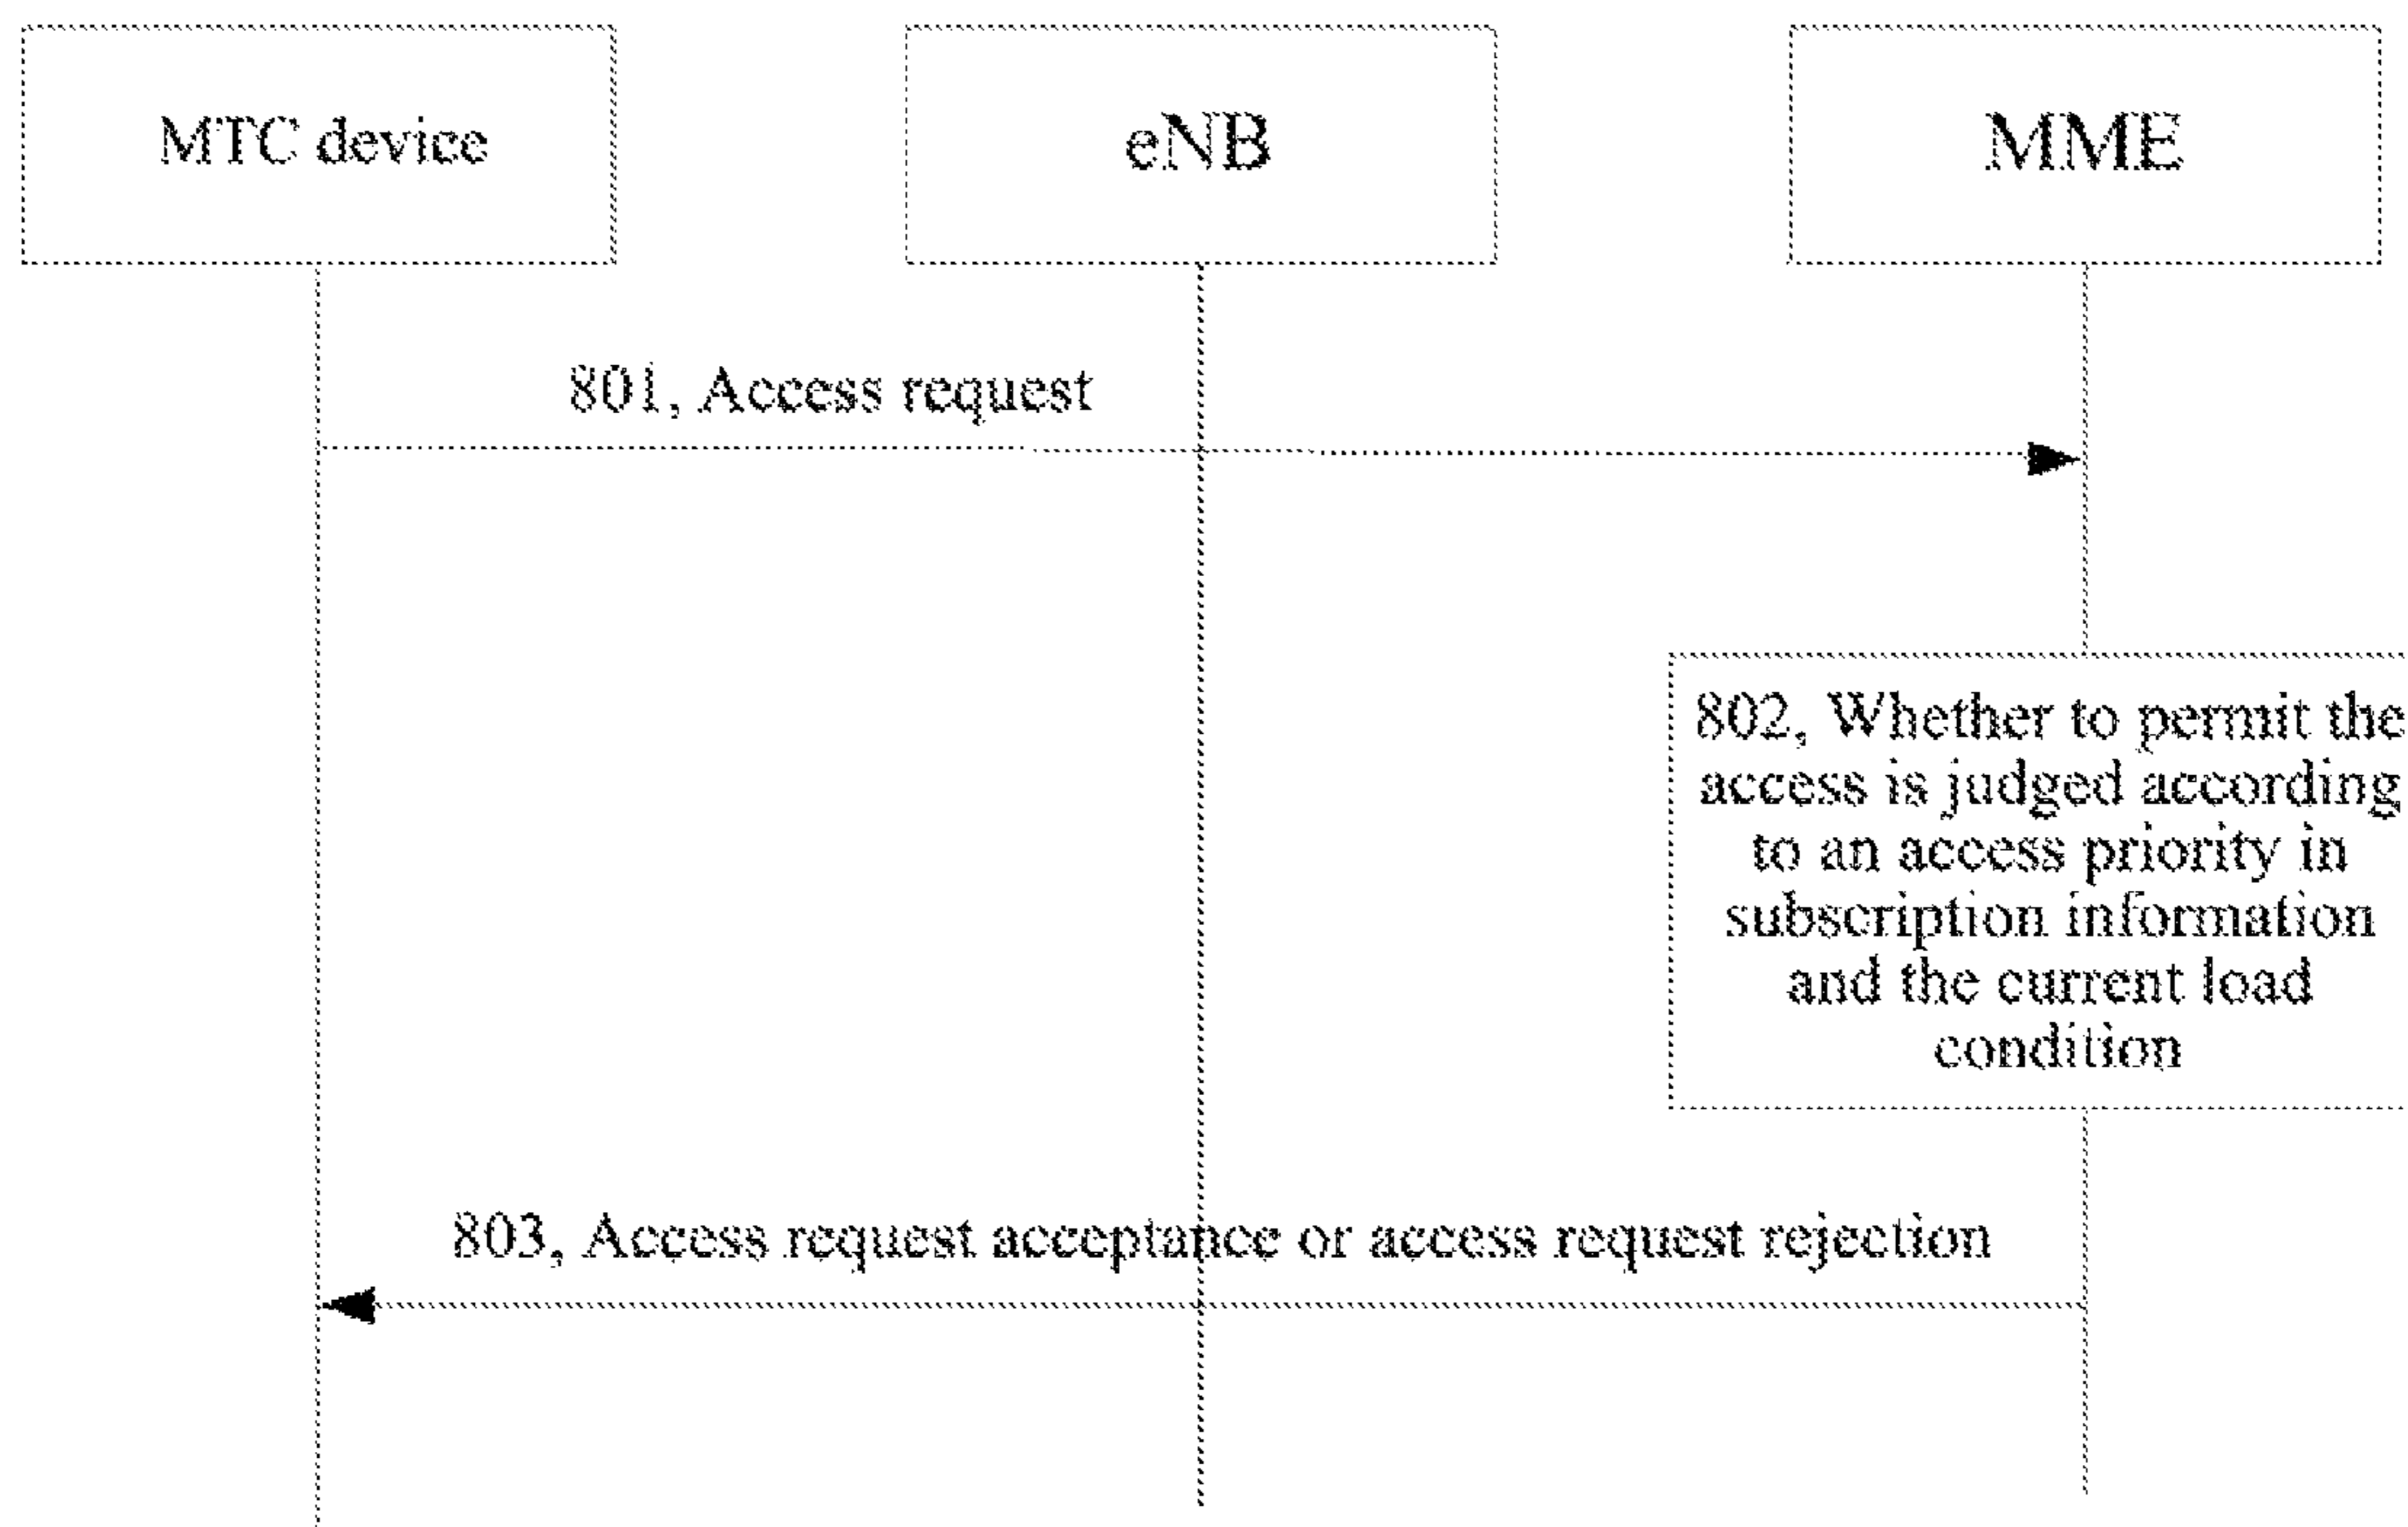 MTC device
eNB
MME
801, Access request
802, Whether to permit the
access is judged according
to an access priority in
subscription information
and the current load
condition
803, Access request acceptance or access request rejection